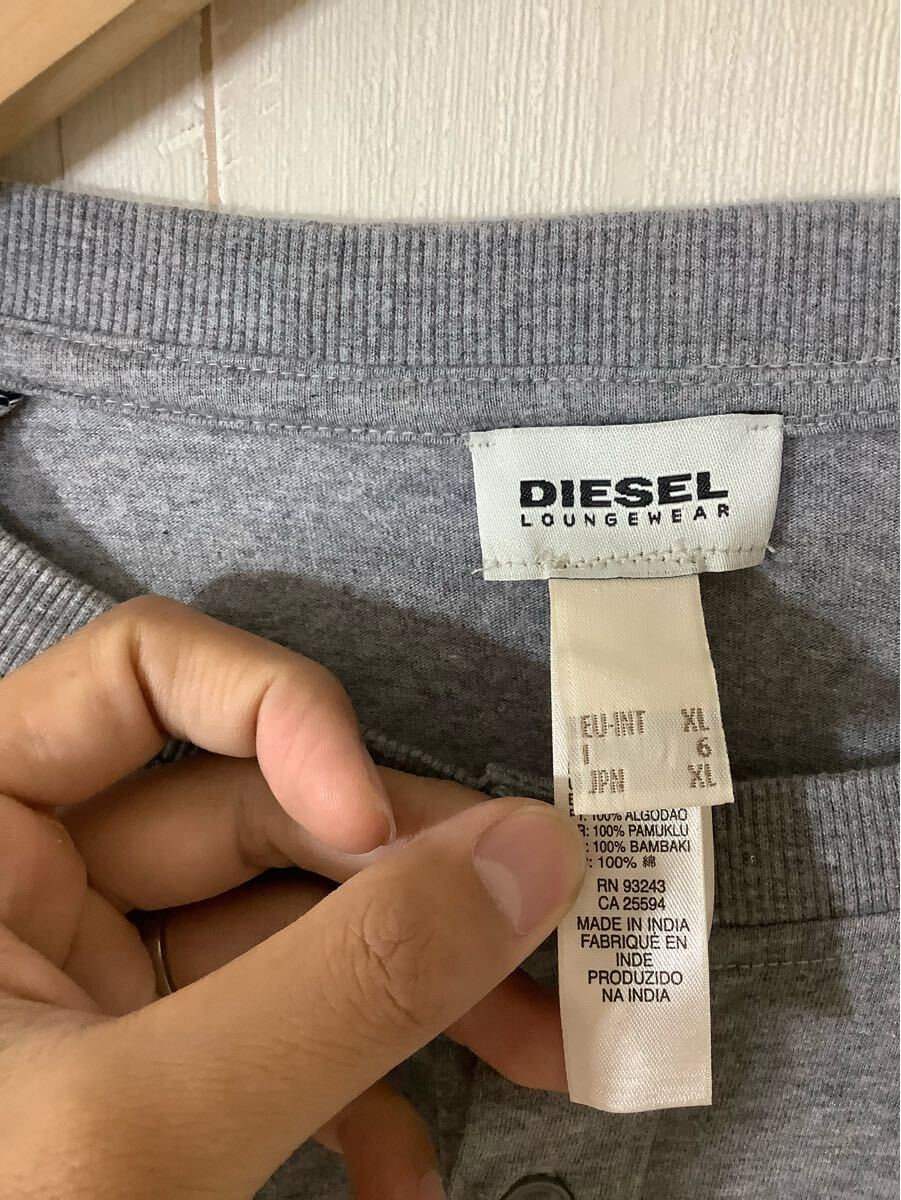 DIESEL
LOUNGEWEAR
EU-INT XL
I 6
JPN XL
100% ALGODAO
100% PAMUKLU
: 100% BAMBAKI
: 100% 綿
RN 93243
CA 25594
MADE IN INDIA
FABRIQUÉ EN
INDE
PRODUZIDO
NA INDIA